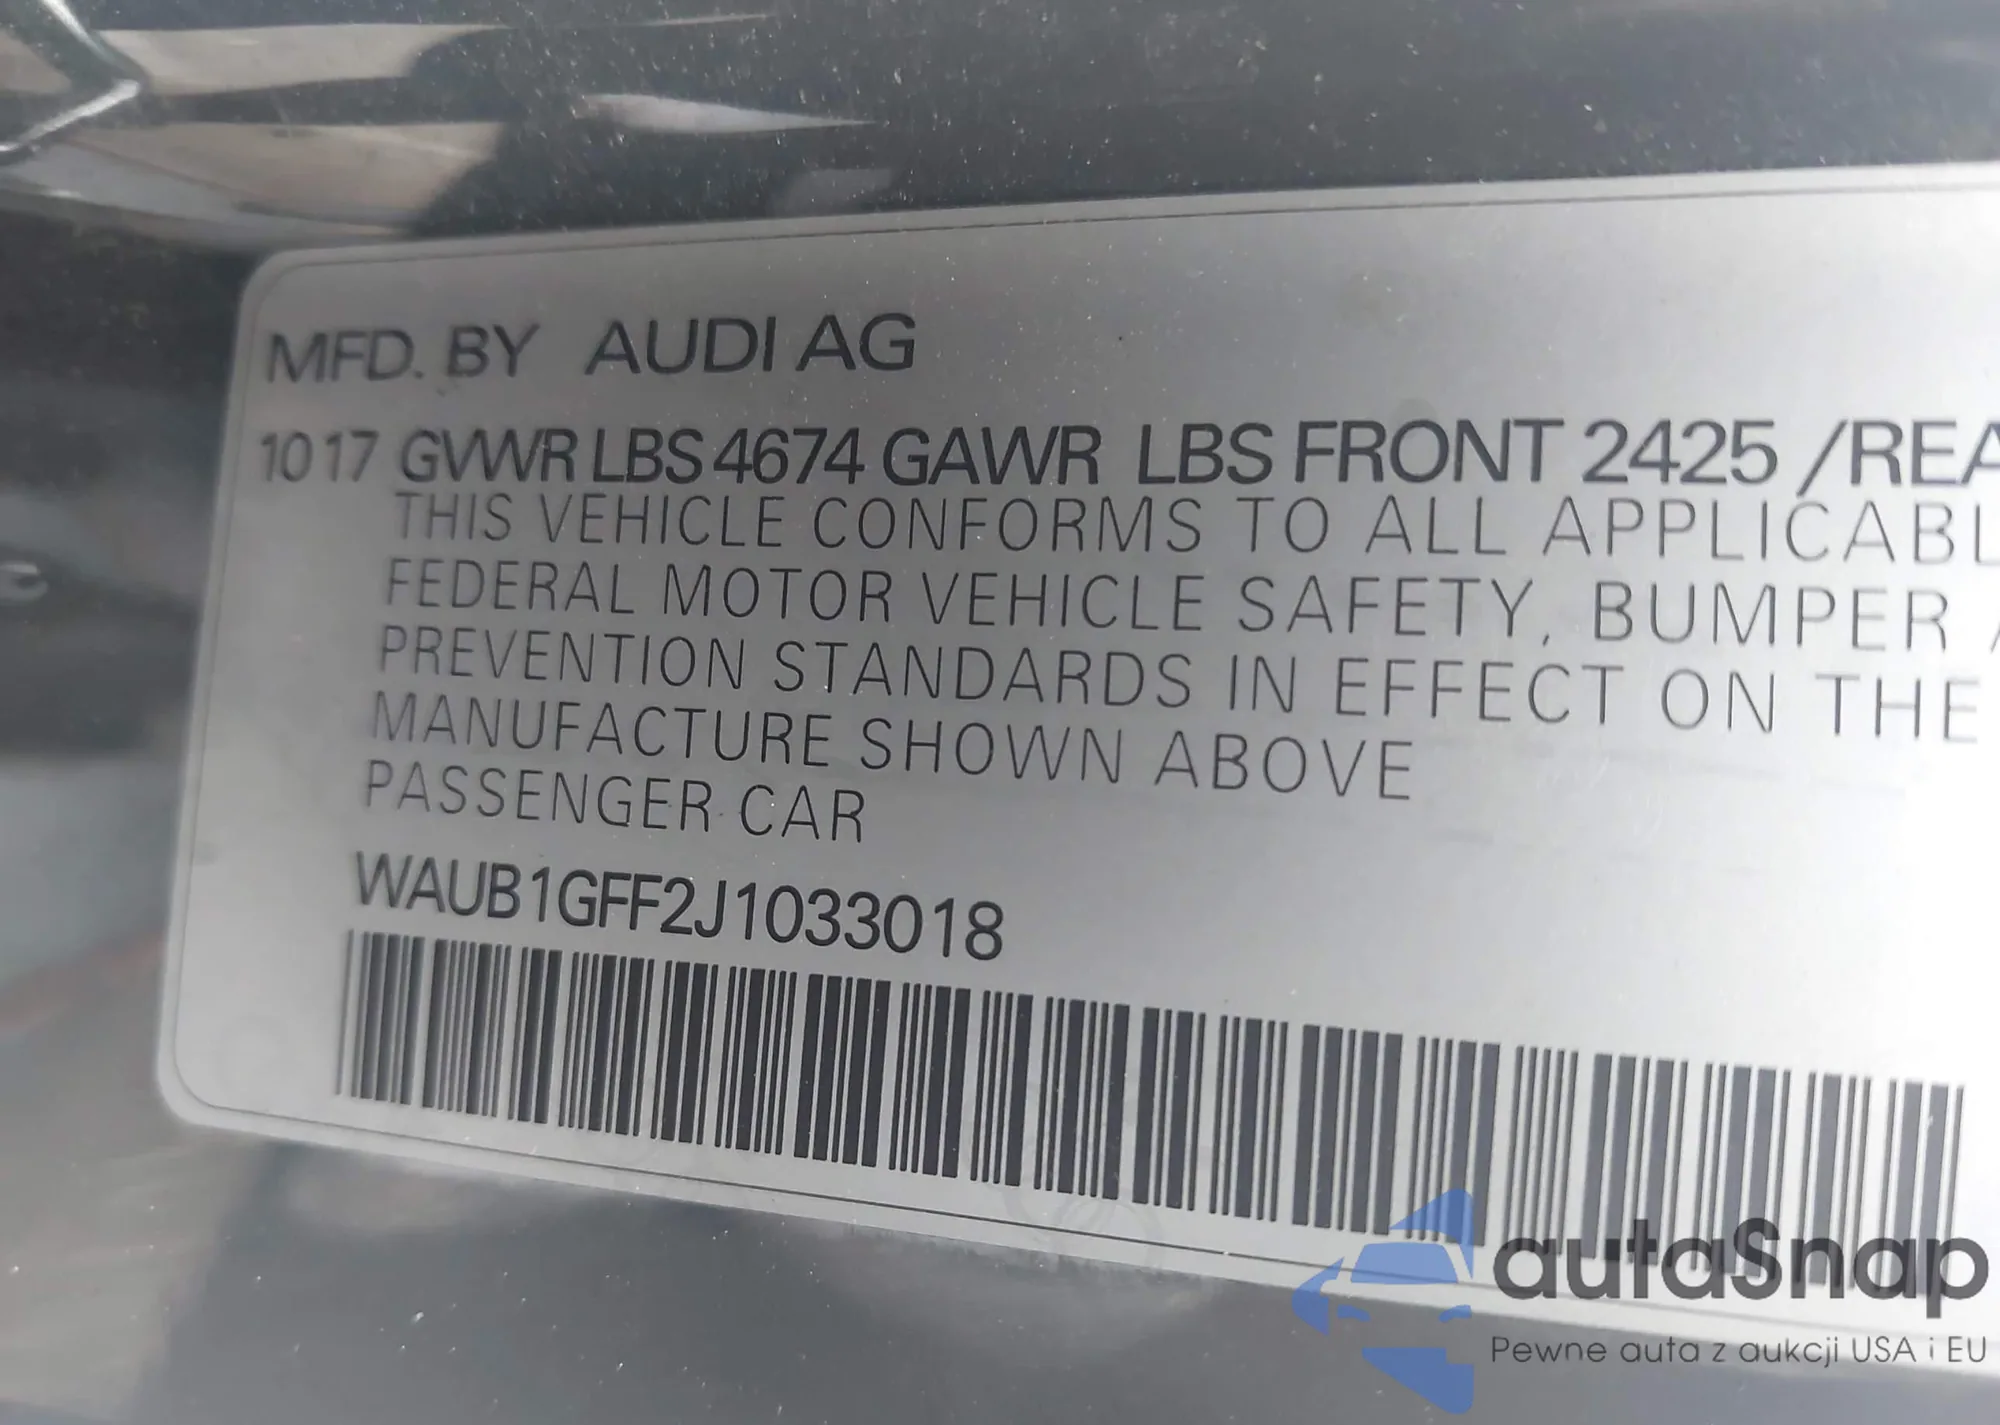 MFD. BY AUDI AG
10 17 GVWR LBS 4674 GAWR LBS FRONT 2425 /REA
THIS VEHICLE CONFORMS TO ALL APPLICABL
FEDERAL MOTOR VEHICLE SAFETY, BUMPER
PREVENTION STANDARDS IN EFFECT ON THE
MANUFACTURE SHOWN ABOVE
PASSENGER CAR
WAUB1GFF2J1033018
autaSnap
Pewne auta z aukcji USA i EU